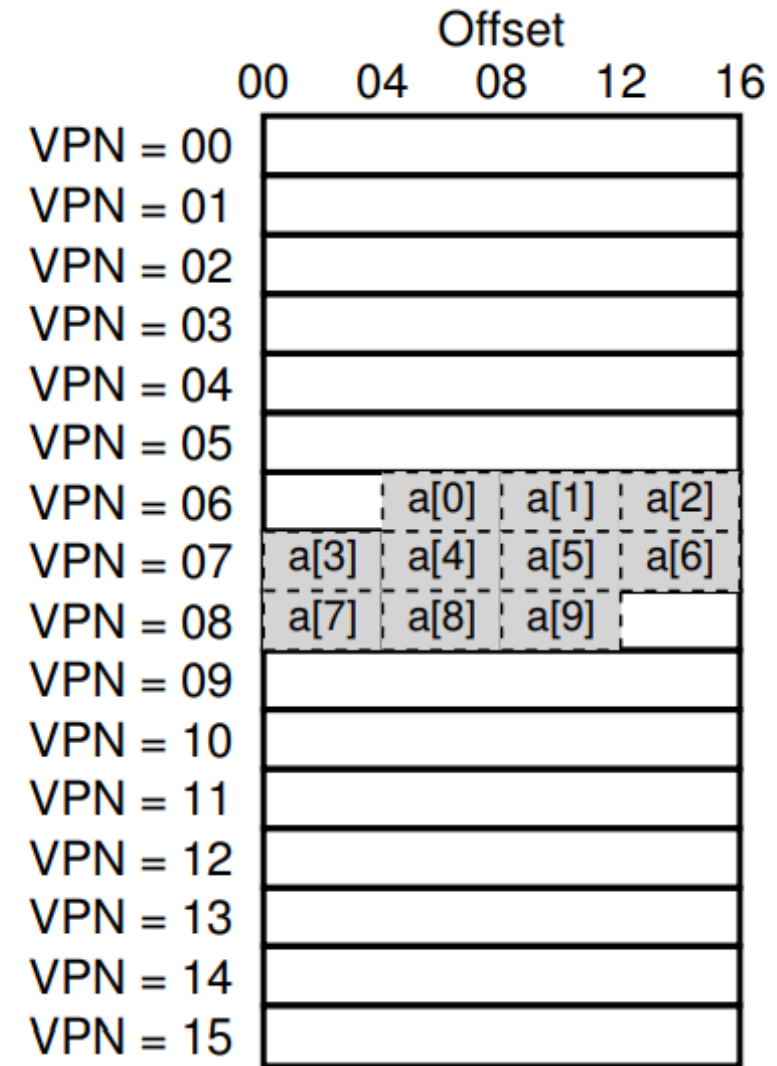 Offset
00 04 08 12 16
VPN = 00
VPN = 01
VPN = 02
VPN = 03
VPN = 04
VPN = 05
VPN = 06 a[0] a[1] a[2]
VPN = 07 a[3] a[4] a[5] a[6]
VPN = 08 a[7] a[8] a[9]
VPN = 09
VPN = 10
VPN = 11
VPN = 12
VPN = 13
VPN = 14
VPN = 15